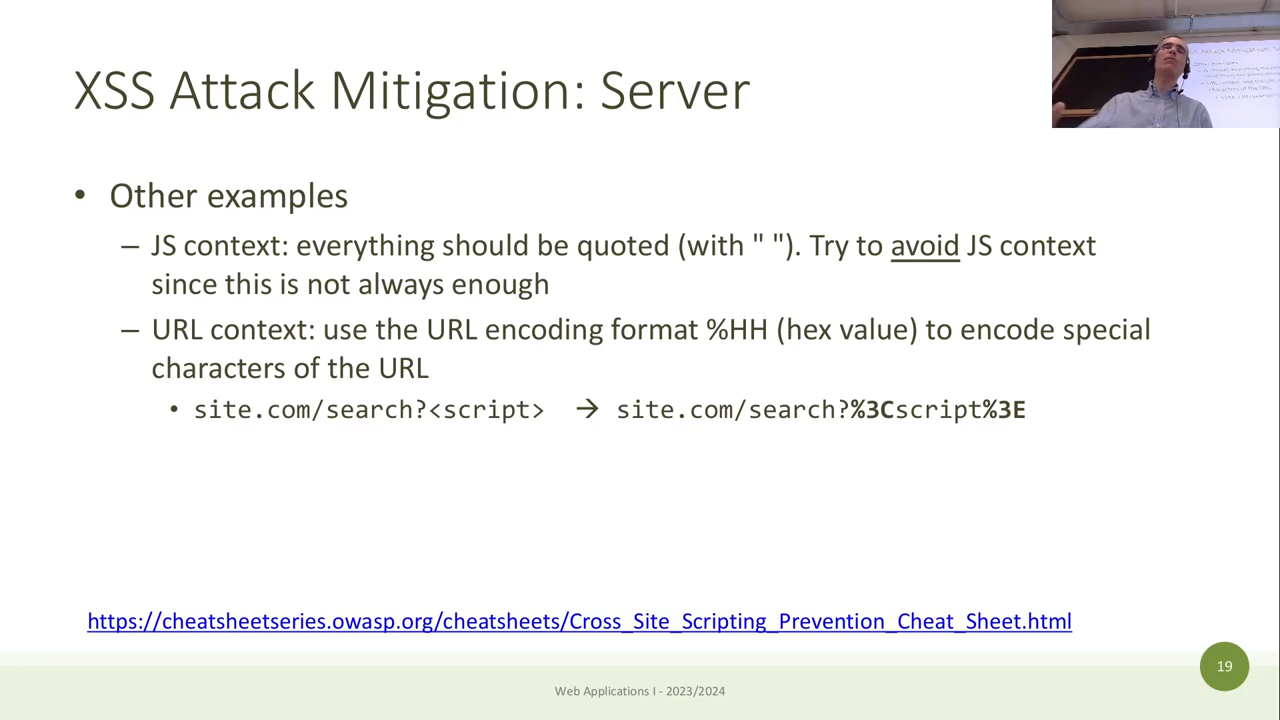 XSS Attack Mitigation: Server
• Other examples
– JS context: everything should be quoted (with " "). Try to avoid JS context
since this is not always enough
– URL context: use the URL encoding format %HH (hex value) to encode special
characters of the URL
• site.com/search?<script> → site.com/search?%3Cscript%3E
https://cheatsheetseries.owasp.org/cheatsheets/Cross_Site_Scripting_Prevention_Cheat_Sheet.html
19
Web Applications I - 2023/2024